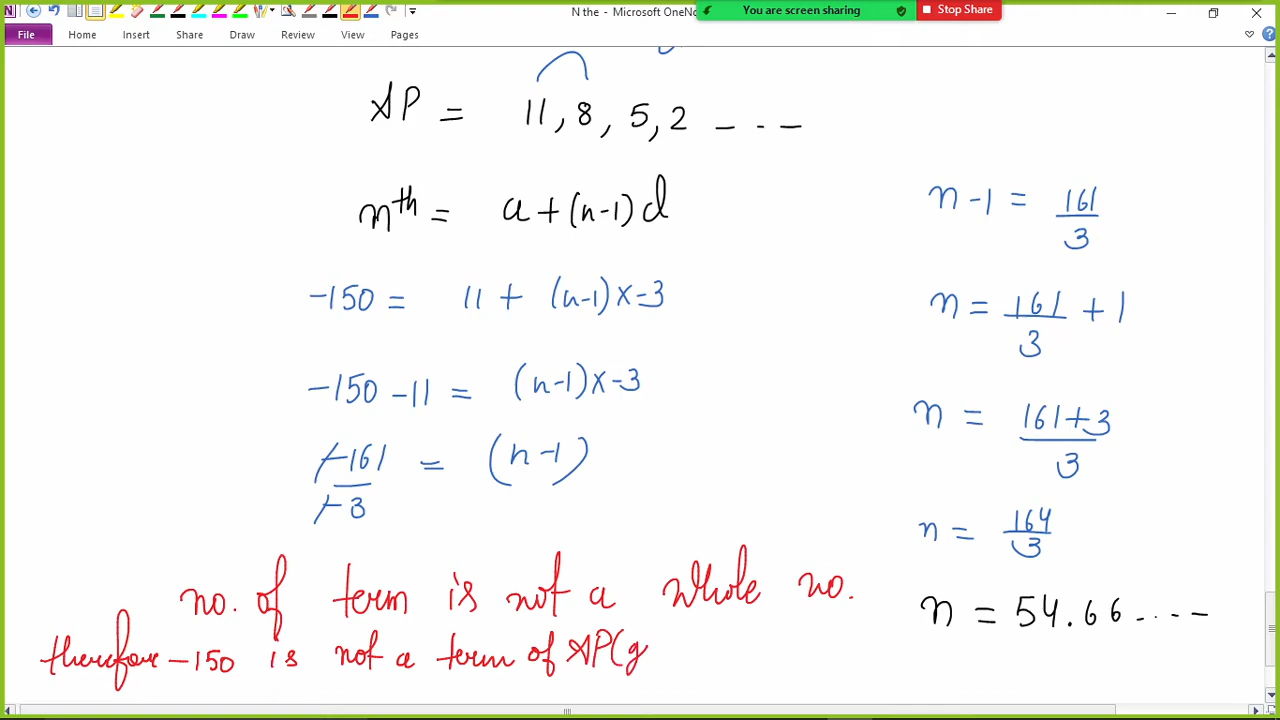 N the - Microsoft OneNo
You are screen sharing
Stop Share
File Home Insert Share Draw Review View Pages
AP = 11, 8, 5, 2 - - -
nth = a + (n-1) d
-150 = 11 + (n-1) x -3
-150 - 11 = (n-1) x -3
-161/-3 = (n-1)
n - 1 = 161/3
n = 161/3 + 1
n = 161+3/3
n = 164/3
n = 54.66 - - - -
no. of term is not a whole no.
therefore -150 is not a term of AP(g